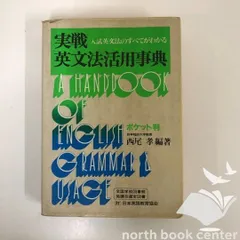 実戦 入試英文法のすべてがわかる
英文法活用事典
A HANDBOOK
OF
ENGLISH
GRAMMAR &
USAGE
ポケット判
西尾 孝 編著
日本英語教育協会
north book center